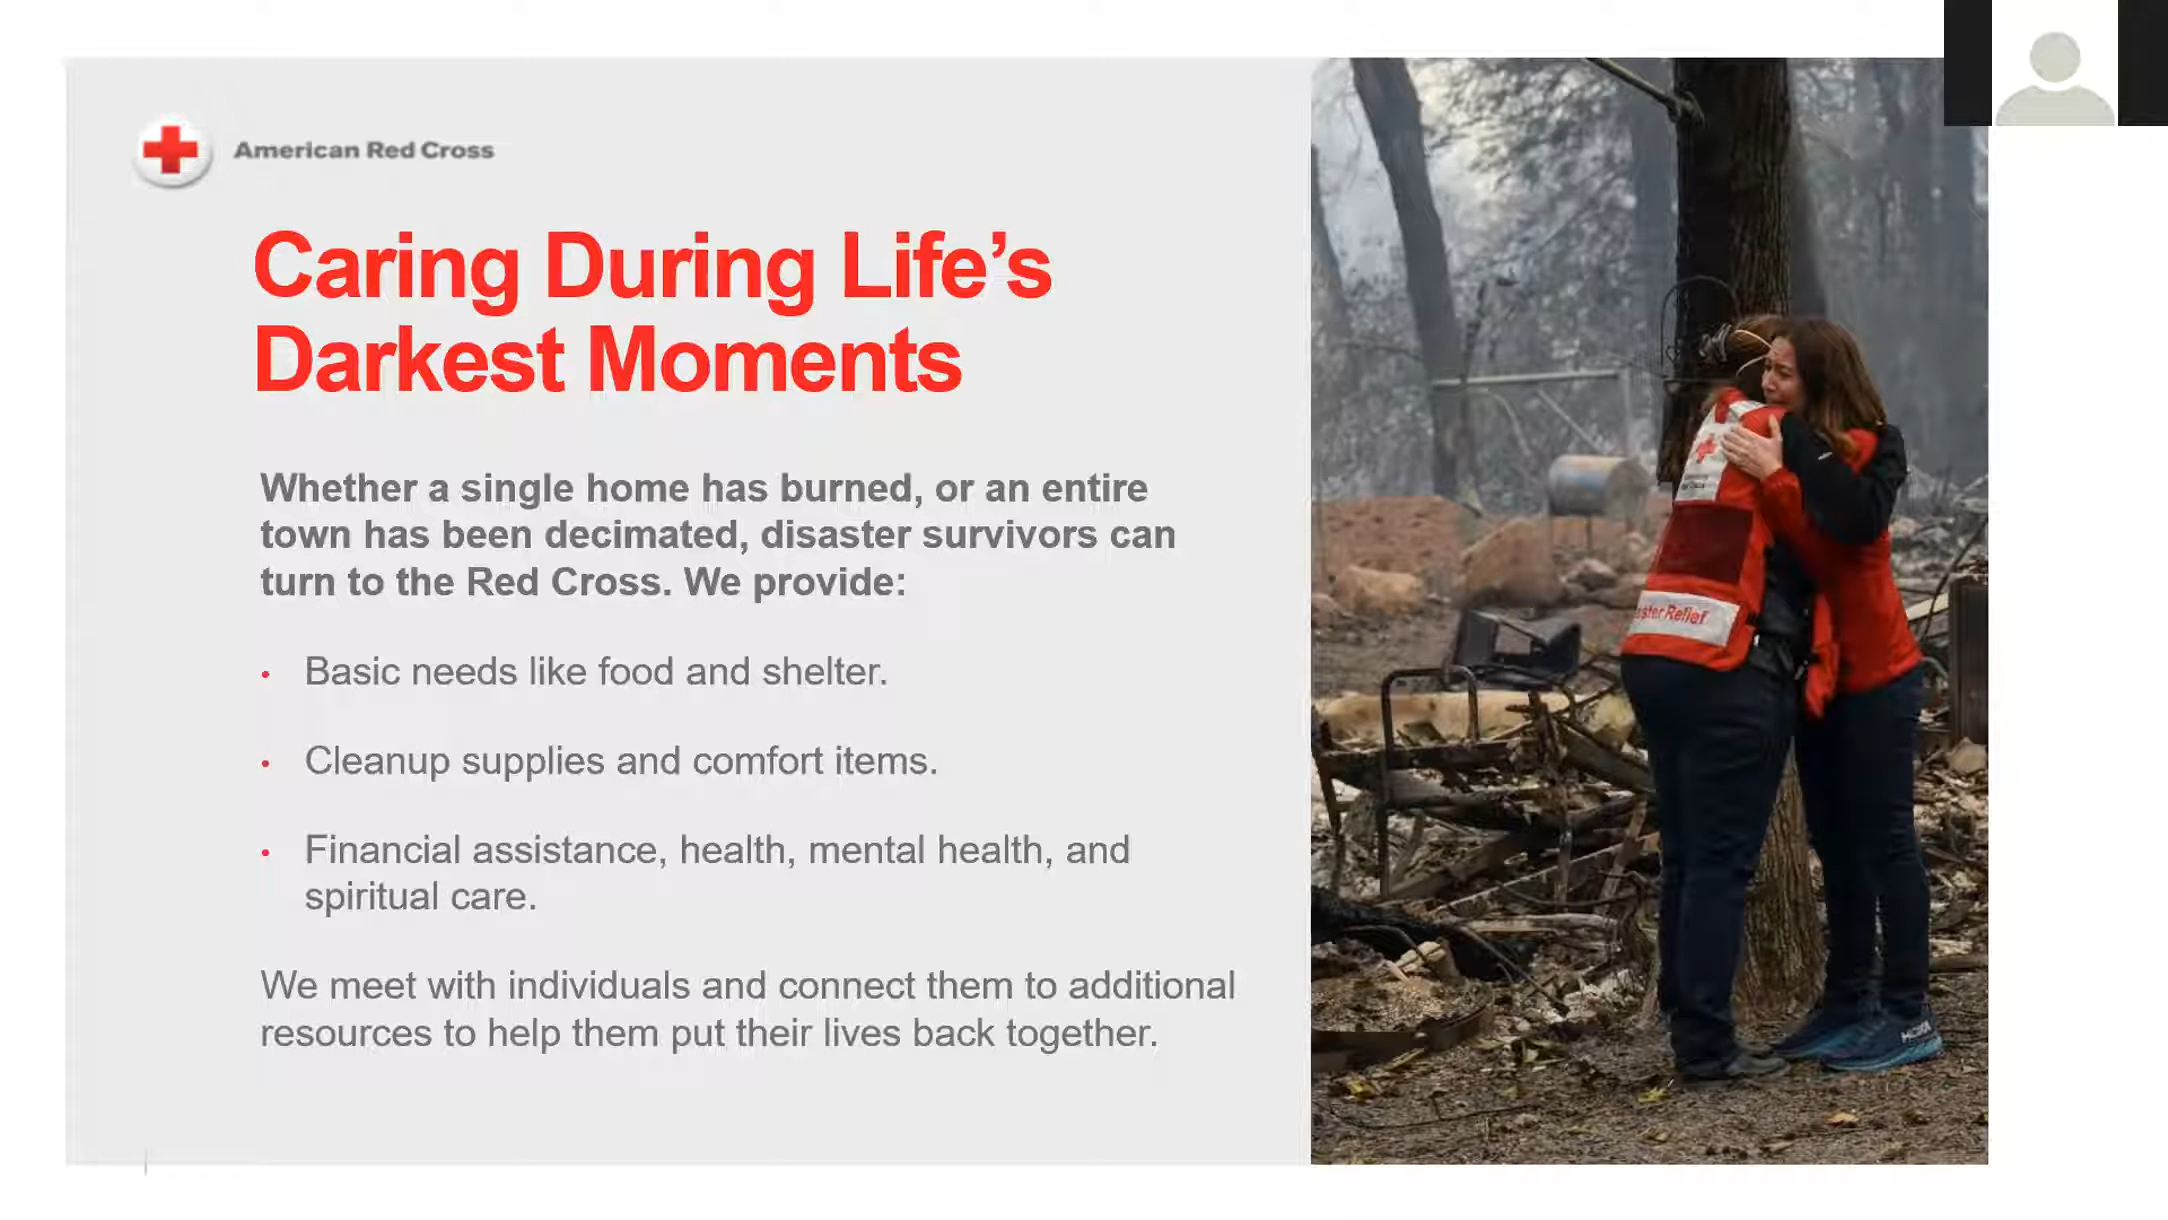 American Red Cross
Caring During Life’s
Darkest Moments
Whether a single home has burned, or an entire
town has been decimated, disaster survivors can
turn to the Red Cross. We provide:
• Basic needs like food and shelter.
• Cleanup supplies and comfort items.
• Financial assistance, health, mental health, and
spiritual care.
We meet with individuals and connect them to additional
resources to help them put their lives back together.
ster Relief